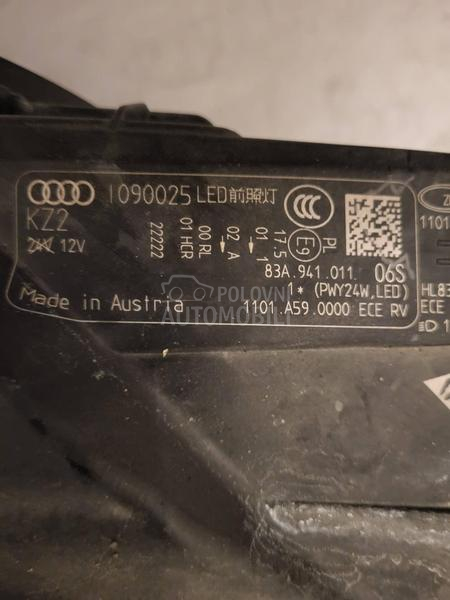 1090025 LED前照灯
KZ2
24V 12V
222222
01 HCR
00 RL
02 A
01 1
17.5
E9
PL
CCC
83A.941.011 06S
1* (PWY24W,LED)
Made in Austria
1101.A59.0000 ECE RV
POLOVNI
AUTOMOBILI
1101
HL83
ECE